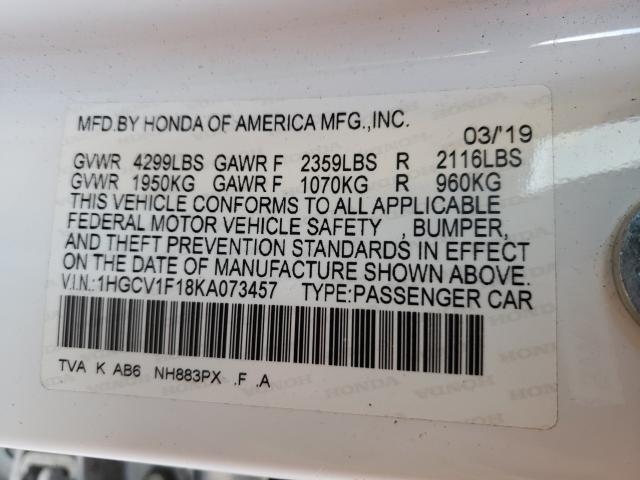 MFD.BY HONDA OF AMERICA MFG.,INC.
03/'19
GVWR 4299LBS GAWR F 2359LBS R 2116LBS
GVWR 1950KG GAWR F 1070KG R 960KG
THIS VEHICLE CONFORMS TO ALL APPLICABLE
FEDERAL MOTOR VEHICLE SAFETY , BUMPER,
AND THEFT PREVENTION STANDARDS IN EFFECT
ON THE DATE OF MANUFACTURE SHOWN ABOVE.
V.I.N.:1HGCV1F18KA073457 TYPE:PASSENGER CAR
TVA K AB6 NH883PX .F .A